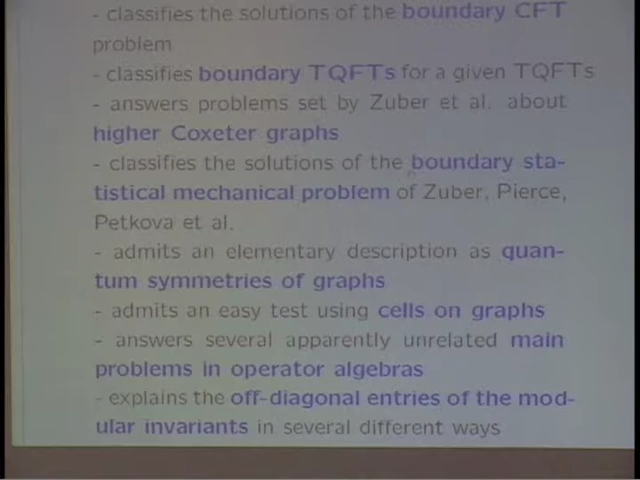 - classifies the solutions of the boundary CFT
problem
- classifies boundary TQFTs for a given TQFTs
- answers problems set by Zuber et al. about
higher Coxeter graphs
- classifies the solutions of the boundary sta-
tistical mechanical problem of Zuber, Pierce,
Petkova et al.
- admits an elementary description as quan-
tum symmetries of graphs
- admits an easy test using cells on graphs
- answers several apparently unrelated main
problems in operator algebras
- explains the off-diagonal entries of the mod-
ular invariants in several different ways